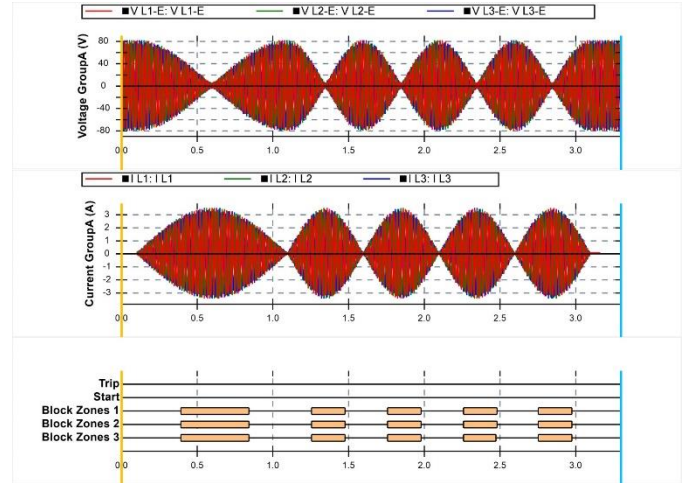 ■V L1-E: V L1-E ■V L2-E: V L2-E ■V L3-E: V L3-E
Voltage GroupA (V)
80
40
0
-40
-80
0.0 0.5 1.0 1.5 2.0 2.5 3.0
■I L1: I L1 ■I L2: I L2 ■I L3: I L3
Current GroupA (A)
3
2
1
0
-1
-2
-3
0.0 0.5 1.0 1.5 2.0 2.5 3.0
Trip
Start
Block Zones 1
Block Zones 2
Block Zones 3
0.0 0.5 1.0 1.5 2.0 2.5 3.0